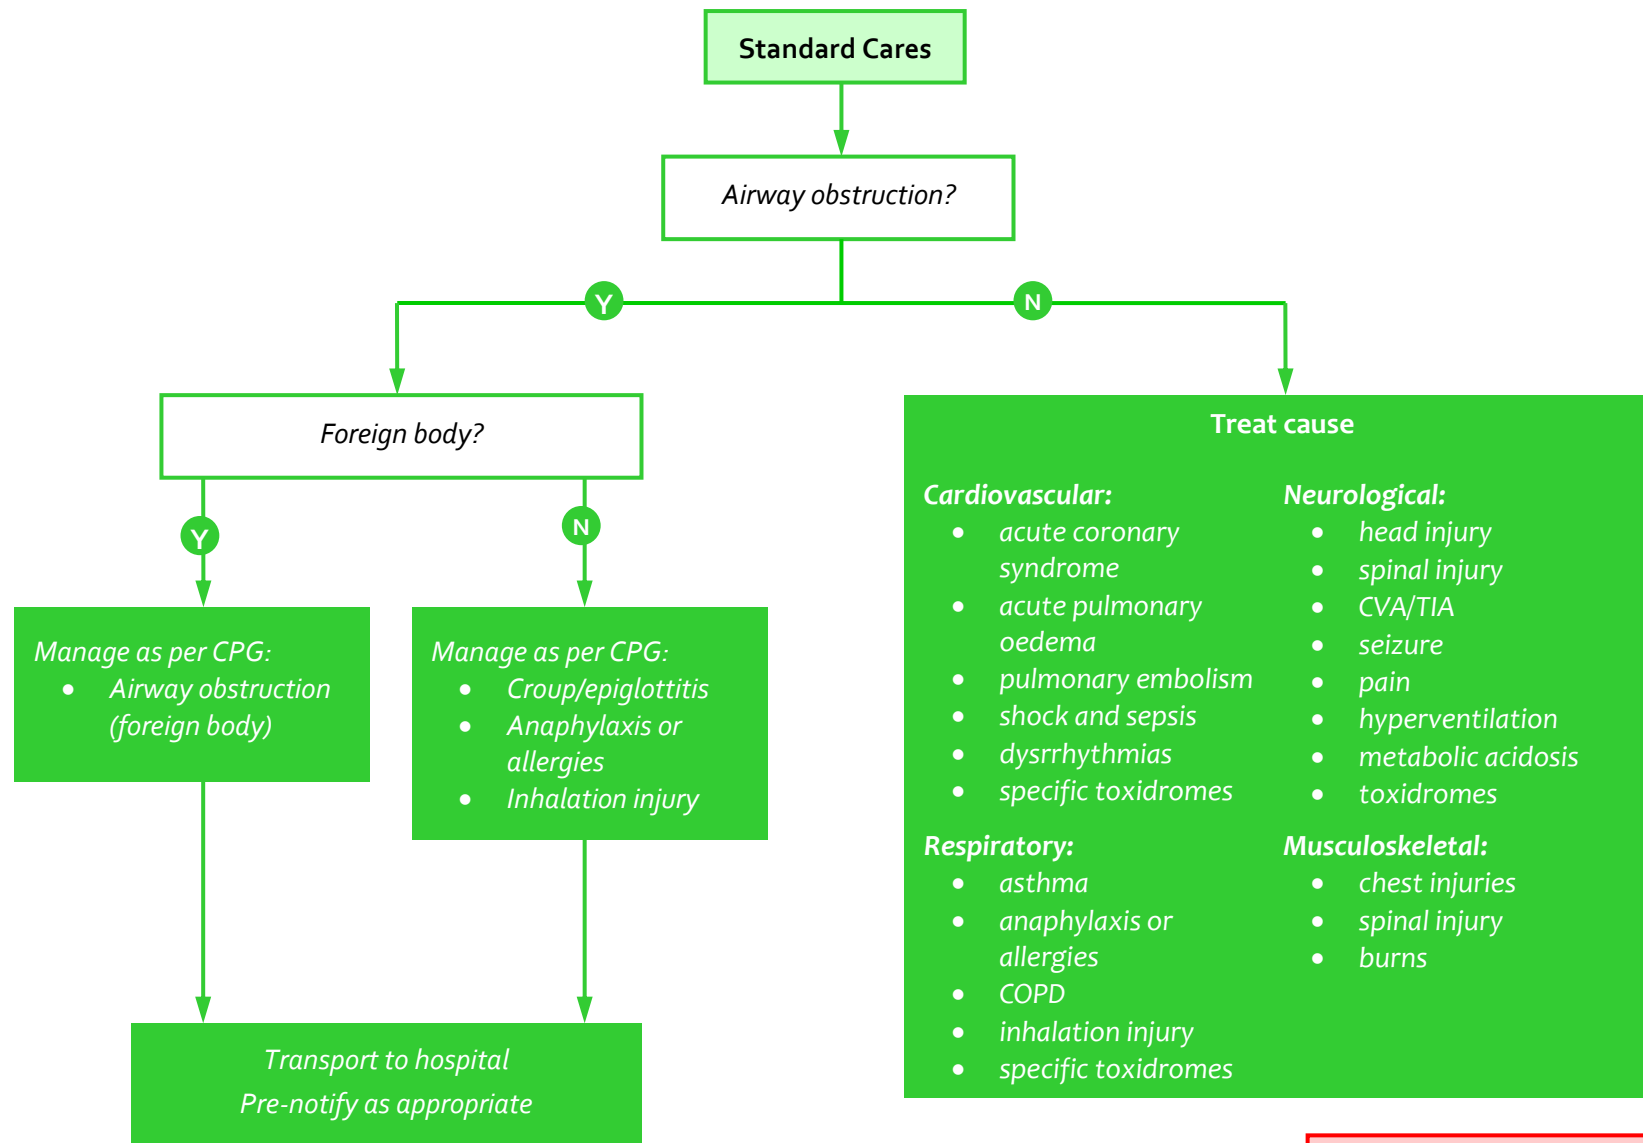 Standard Cares
Airway obstruction?
Y
N
Foreign body?
Y
N
Manage as per CPG:
• Airway obstruction
(foreign body)
Manage as per CPG:
• Croup/epiglottitis
• Anaphylaxis or
allergies
• Inhalation injury
Transport to hospital
Pre-notify as appropriate
Treat cause
Cardiovascular:
• acute coronary
syndrome
• acute pulmonary
oedema
• pulmonary embolism
• shock and sepsis
• dysrrhythmias
• specific toxidromes
Respiratory:
• asthma
• anaphylaxis or
allergies
• COPD
• inhalation injury
• specific toxidromes
Neurological:
• head injury
• spinal injury
• CVA/TIA
• seizure
• pain
• hyperventilation
• metabolic acidosis
• toxidromes
Musculoskeletal:
• chest injuries
• spinal injury
• burns